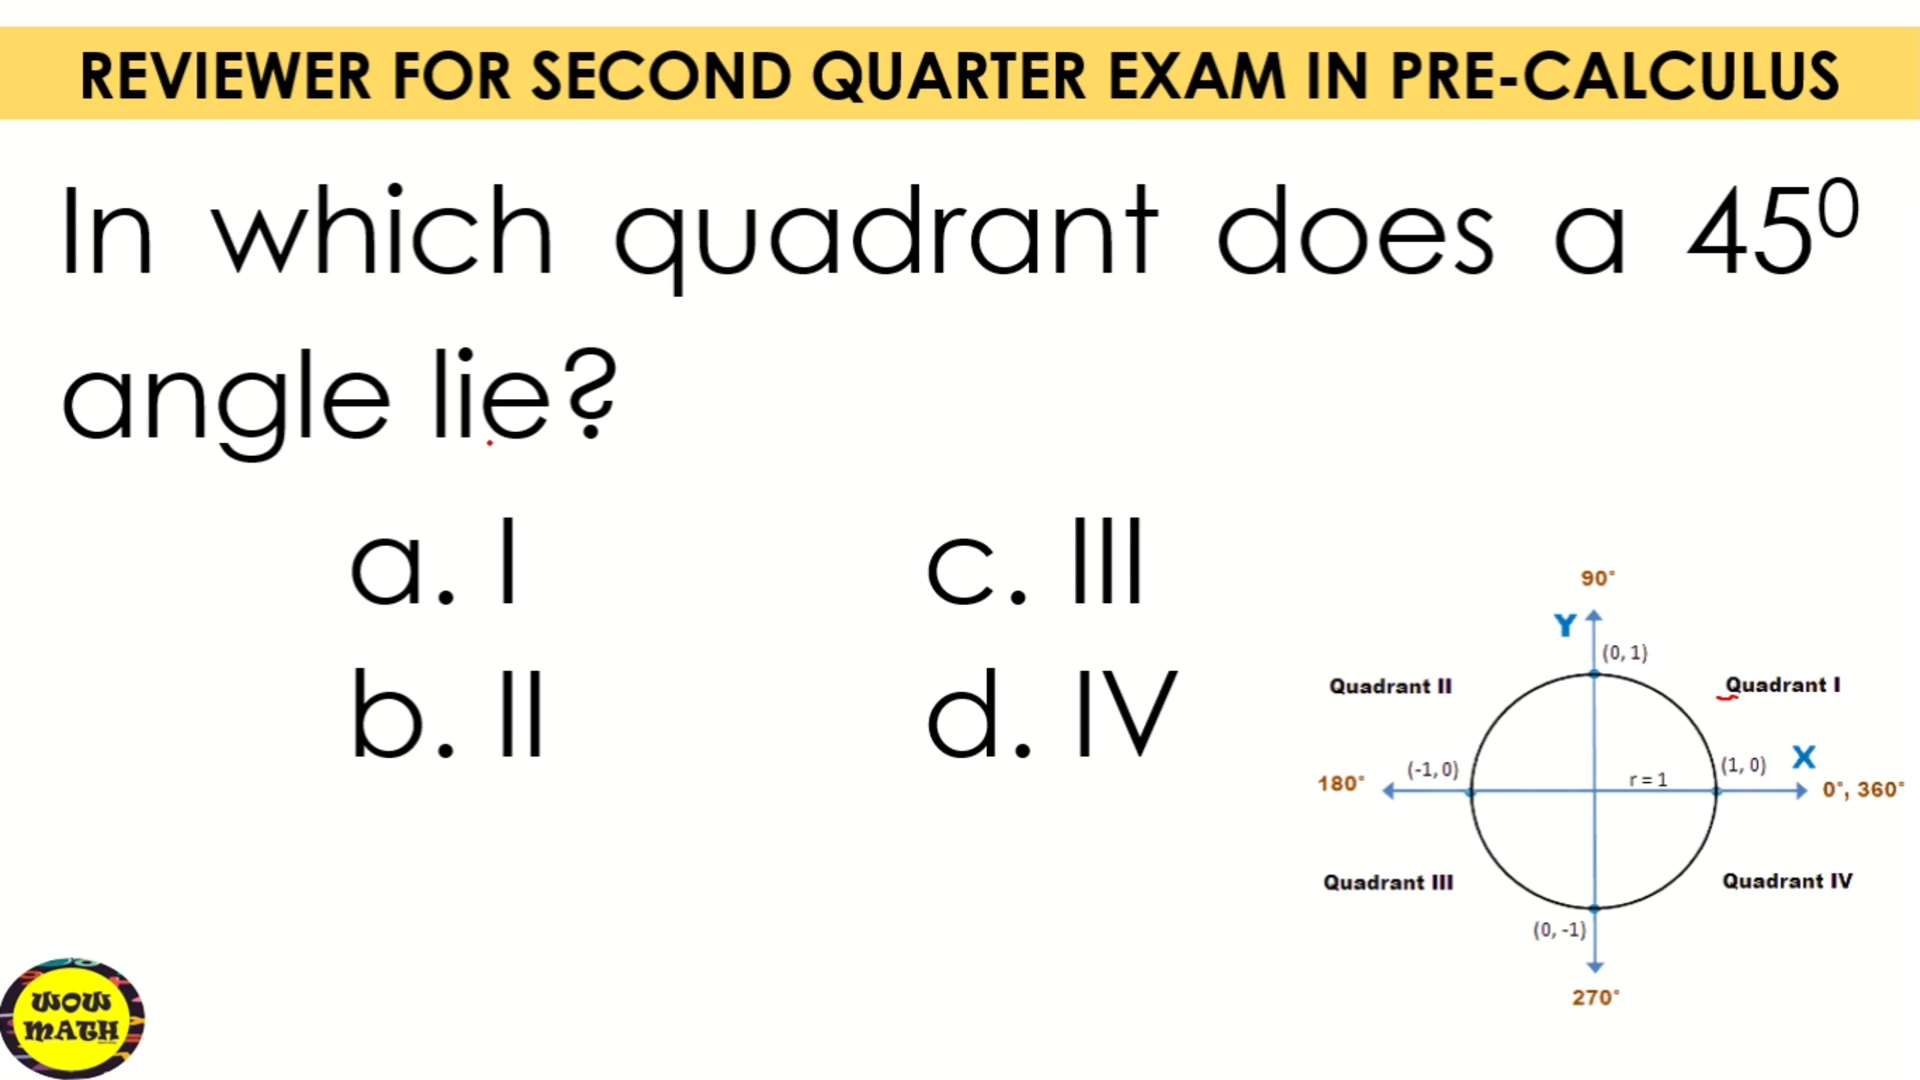 REVIEWER FOR SECOND QUARTER EXAM IN PRE-CALCULUS
In which quadrant does a 45⁰
angle lie?
a. I
c. III
b. II
d. IV
90°
Y
(0, 1)
Quadrant II
Quadrant I
(-1, 0)
(1, 0)
X
180°
r = 1
0°, 360°
Quadrant III
Quadrant IV
(0, -1)
270°
WOW
MATH